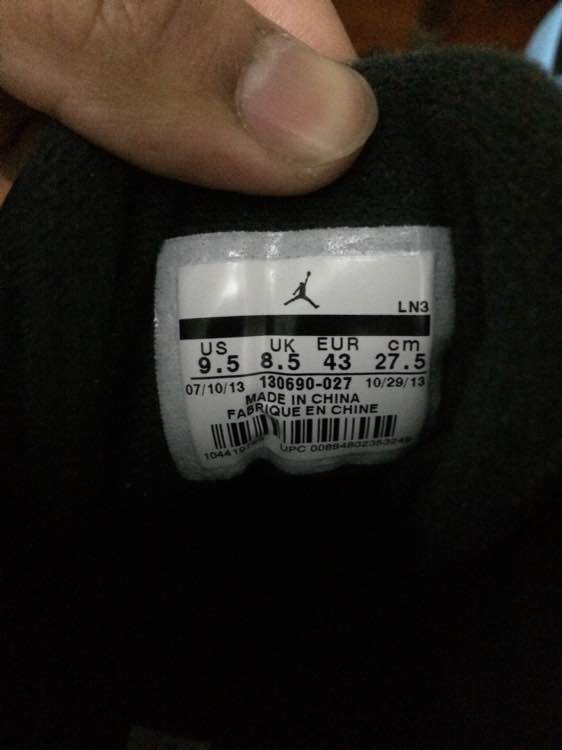 LN3
US UK EUR cm
9.5 8.5 43 27.5
07/10/13 130690-027 10/29/13
MADE IN CHINA
FABRIQUE EN CHINE
UPC